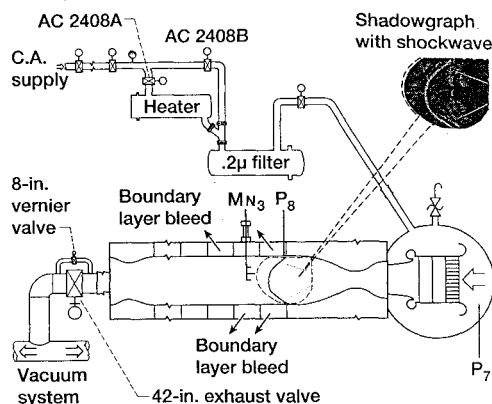 AC 2408A
AC 2408B
Shadowgraph
with shockwave
C.A.
supply
Heater
.2µ filter
8-in.
vernier
valve
Boundary
layer bleed
MN3
P8
Boundary
layer bleed
Vacuum
system
42-in. exhaust valve
P7